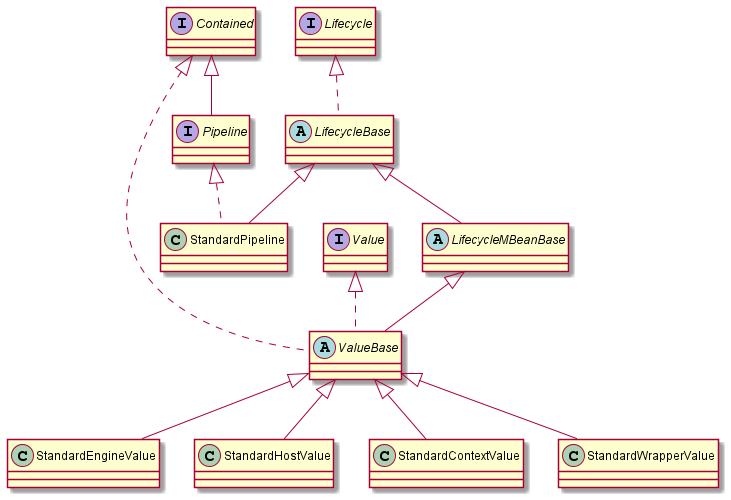 I Contained
I Lifecycle
I Pipeline
A LifecycleBase
C StandardPipeline
I Value
A LifecycleMBeanBase
A ValueBase
C StandardEngineValue
C StandardHostValue
C StandardContextValue
C StandardWrapperValue